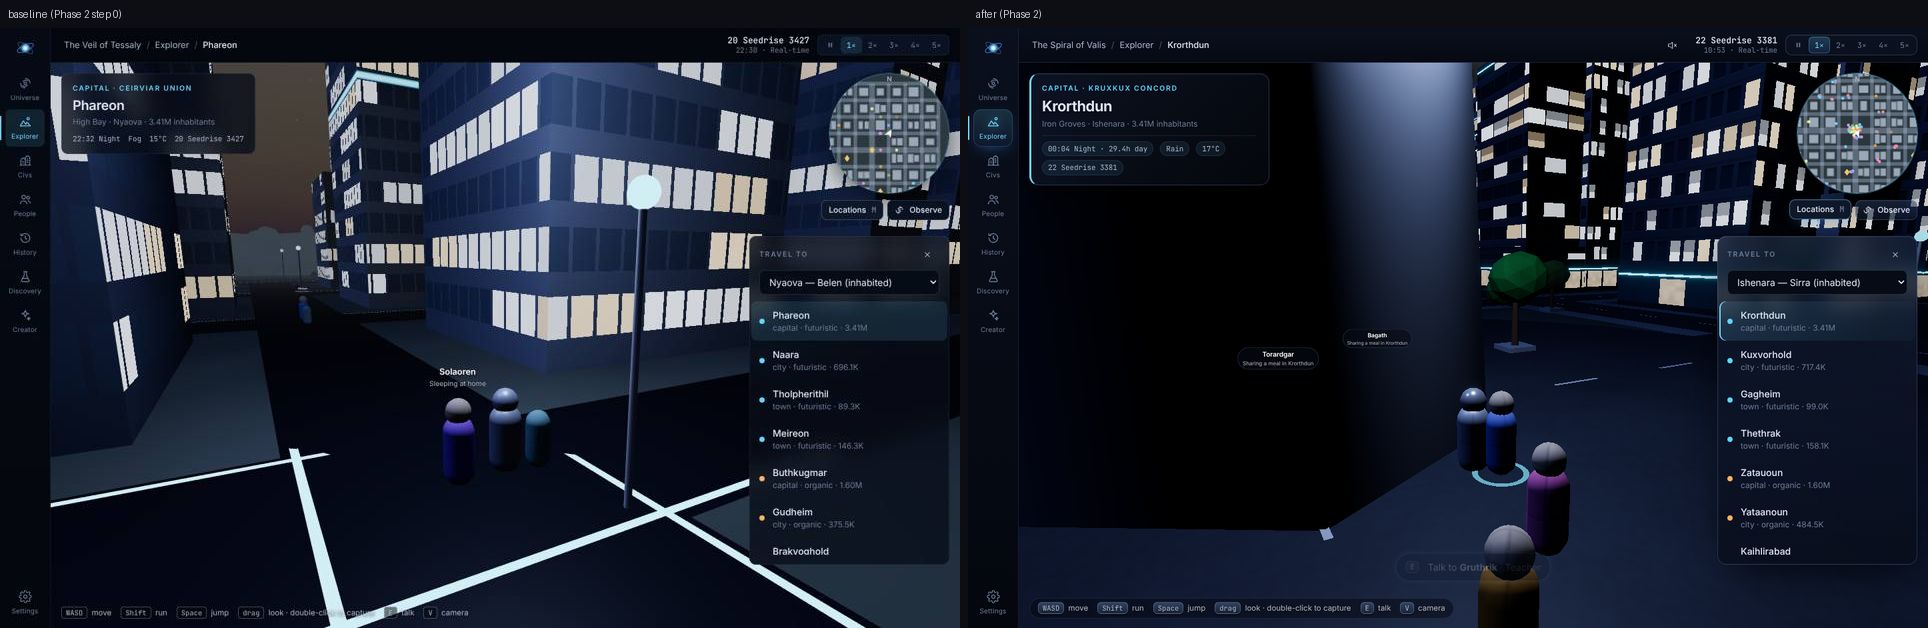 baseline (Phase 2 step0)
The Veil of Tessaly / Explorer / Phareon
20 Seedrise 3427
22:30 · Real-time
1× 2× 3× 4× 5×
Universe
Explorer
Civs
People
History
Discovery
Creator
Settings
CAPITAL · CEIRVIAR UNION
Phareon
High Bay · Nyaova · 3.41M inhabitants
22:32 Night Fog 15°C 20 Seedrise 3427
N
Locations M
Observe
TRAVEL TO ×
Nyaova — Belen (inhabited)
Phareon
capital · futuristic · 3.41M
Naara
city · futuristic · 696.1K
Tholpherithil
town · futuristic · 89.3K
Meireon
town · futuristic · 146.3K
Buthkugmar
capital · organic · 1.60M
Gudheim
city · organic · 375.5K
Brakvoghold
Solaoren
Sleeping at home
WASD move Shift run Space jump drag look · double-click to capture E talk V camera
after (Phase 2)
The Spiral of Valis / Explorer / Krorthdun
22 Seedrise 3381
10:53 · Real-time
1× 2× 3× 4× 5×
Universe
Explorer
Civs
People
History
Discovery
Creator
Settings
CAPITAL · KRUXKUX CONCORD
Krorthdun
Iron Groves · Ishenara · 3.41M inhabitants
00:04 Night · 29.4h day Rain 17°C
22 Seedrise 3381
N
Locations M
Observe
TRAVEL TO ×
Ishenara — Sirra (inhabited)
Krorthdun
capital · futuristic · 3.41M
Kuxvorhold
city · futuristic · 717.4K
Gagheim
town · futuristic · 99.0K
Thethrak
town · futuristic · 158.1K
Zatauoun
capital · organic · 1.60M
Yataanoun
city · organic · 484.5K
Kaihlirabad
Bagath
Sharing a meal in Krorthdun
Torardgar
Sharing a meal in Krorthdun
E Talk to Gruthrik · Teacher
WASD move Shift run Space jump drag look · double-click to capture E talk V camera